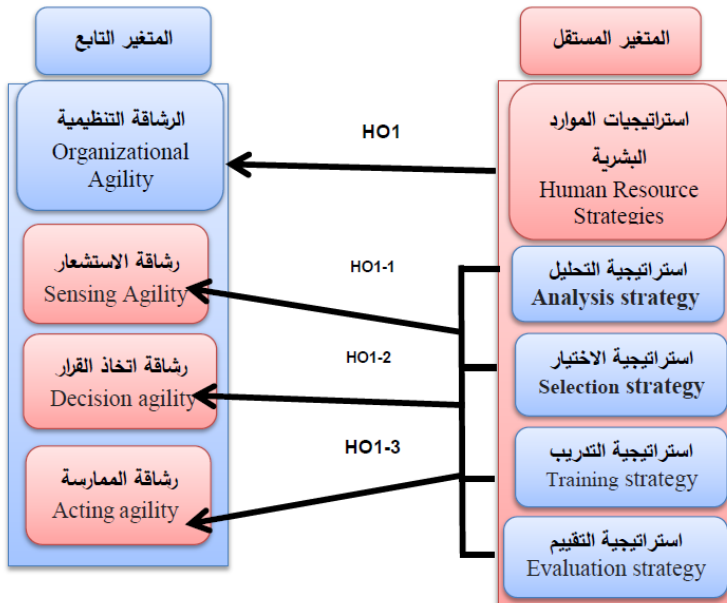 المتغير المستقل
المتغير التابع
استراتيجيات الموارد
البشرية
Human Resource
Strategies
HO1
الرشاقة التنظيمية
Organizational
Agility
استراتيجية التحليل
Analysis strategy
HO1-1
رشاقة الاستشعار
Sensing Agility
استراتيجية الاختيار
Selection strategy
HO1-2
رشاقة اتخاذ القرار
Decision agility
استراتيجية التدريب
Training strategy
HO1-3
رشاقة الممارسة
Acting agility
استراتيجية التقييم
Evaluation strategy